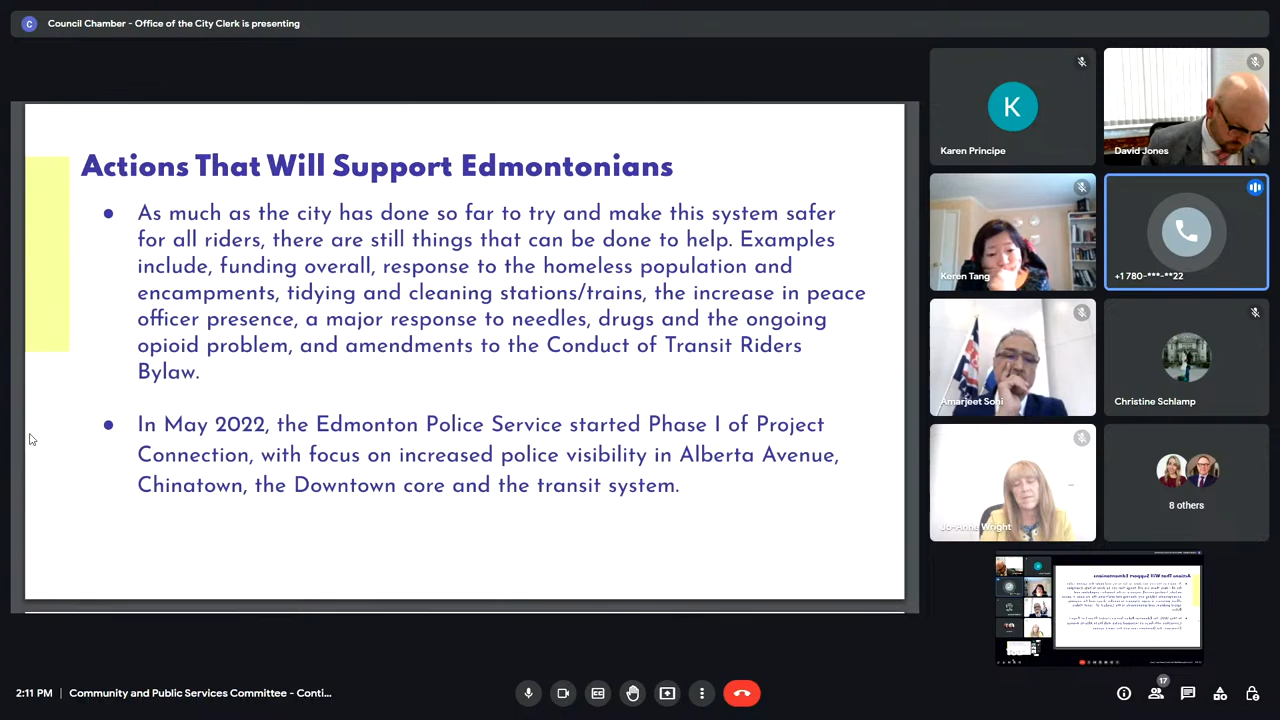 C
Council Chamber - Office of the City Clerk is presenting
Actions That Will Support Edmontonians
● As much as the city has done so far to try and make this system safer
for all riders, there are still things that can be done to help. Examples
include, funding overall, response to the homeless population and
encampments, tidying and cleaning stations/trains, the increase in peace
officer presence, a major response to needles, drugs and the ongoing
opioid problem, and amendments to the Conduct of Transit Riders
Bylaw.
● In May 2022, the Edmonton Police Service started Phase I of Project
Connection, with focus on increased police visibility in Alberta Avenue,
Chinatown, the Downtown core and the transit system.
K
Karen Principe
David Jones
Keren Tang
+1 780-***-**22
Amarjeet Sohi
Christine Schlamp
Jo-Anne Wright
8 others
2:11 PM | Community and Public Services Committee - Conti...
17